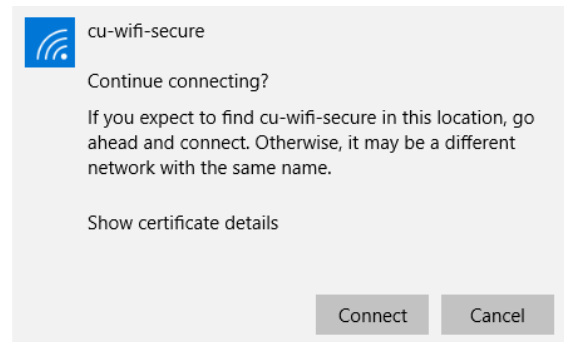 cu-wifi-secure
Continue connecting?
If you expect to find cu-wifi-secure in this location, go
ahead and connect. Otherwise, it may be a different
network with the same name.
Show certificate details
Connect Cancel